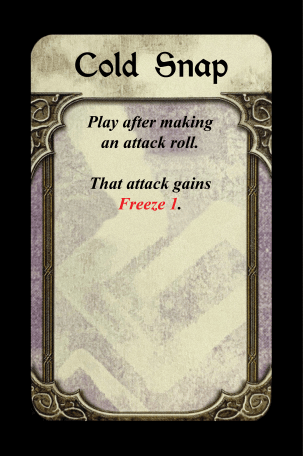 Cold Snap
Play after making
an attack roll.
That attack gains
Freeze 1.